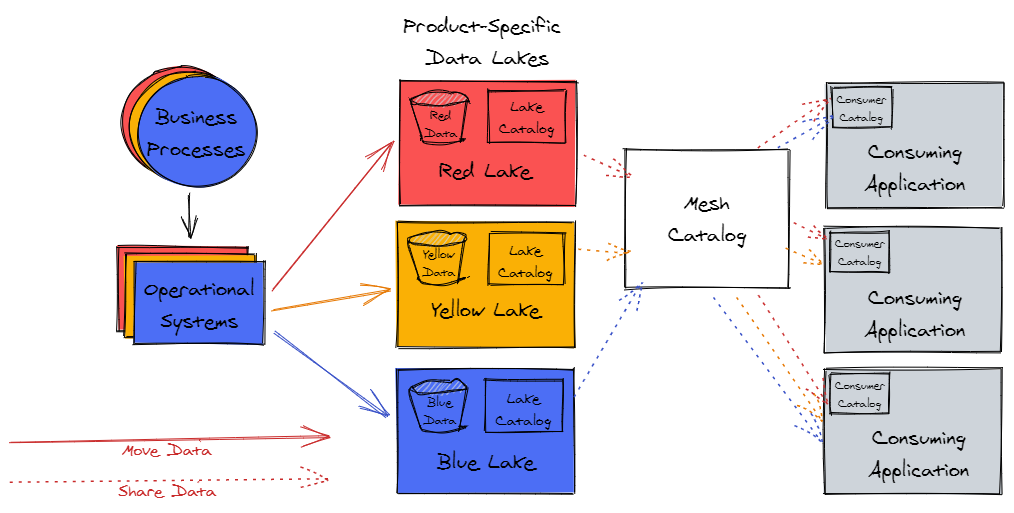 Product-Specific
Data Lakes
Business
Processes
Operational
Systems
Red
Data
Lake
Catalog
Red Lake
Yellow
Data
Lake
Catalog
Yellow Lake
Blue
Data
Lake
Catalog
Blue Lake
Mesh
Catalog
Consumer
Catalog
Consuming
Application
Consumer
Catalog
Consuming
Application
Consumer
Catalog
Consuming
Application
Move Data
Share Data